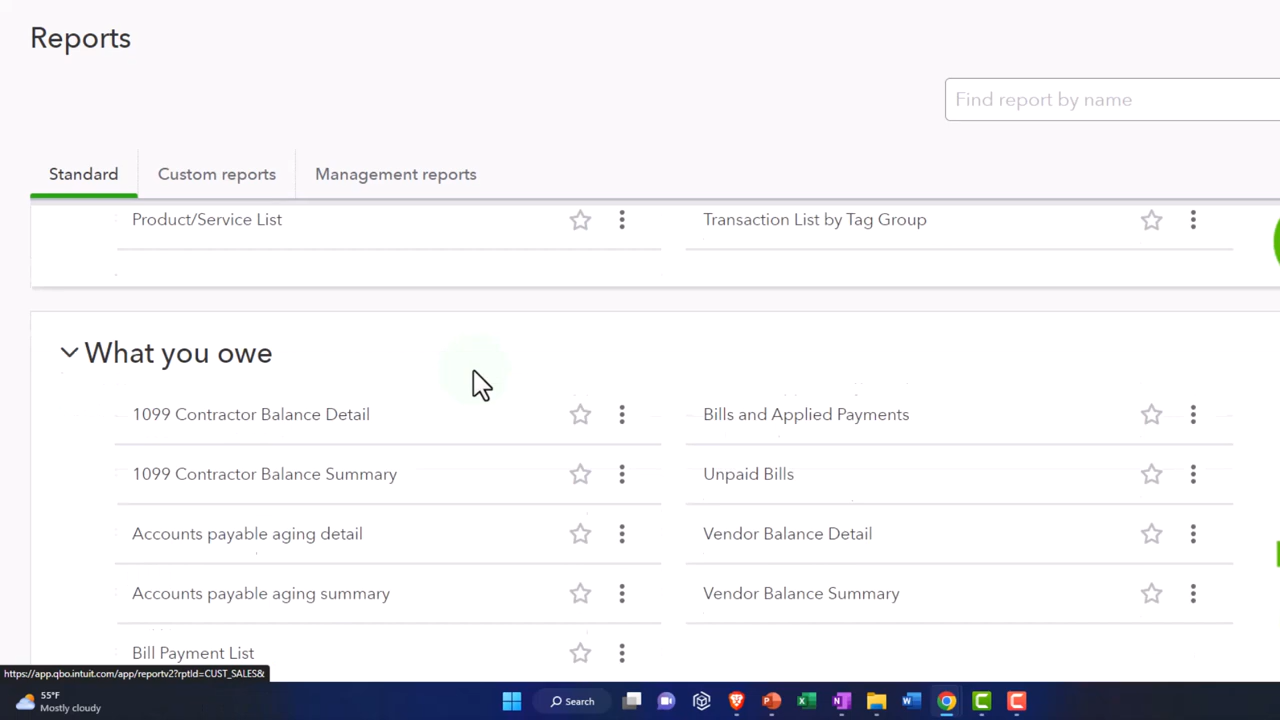 Reports
Find report by name
Standard
Custom reports
Management reports
Product/Service List
Transaction List by Tag Group
What you owe
1099 Contractor Balance Detail
Bills and Applied Payments
1099 Contractor Balance Summary
Unpaid Bills
Accounts payable aging detail
Vendor Balance Detail
Accounts payable aging summary
Vendor Balance Summary
Bill Payment List
https://app.qbo.intuit.com/app/reportv2?rptId=CUST_SALES&
55°F
Mostly cloudy
Search